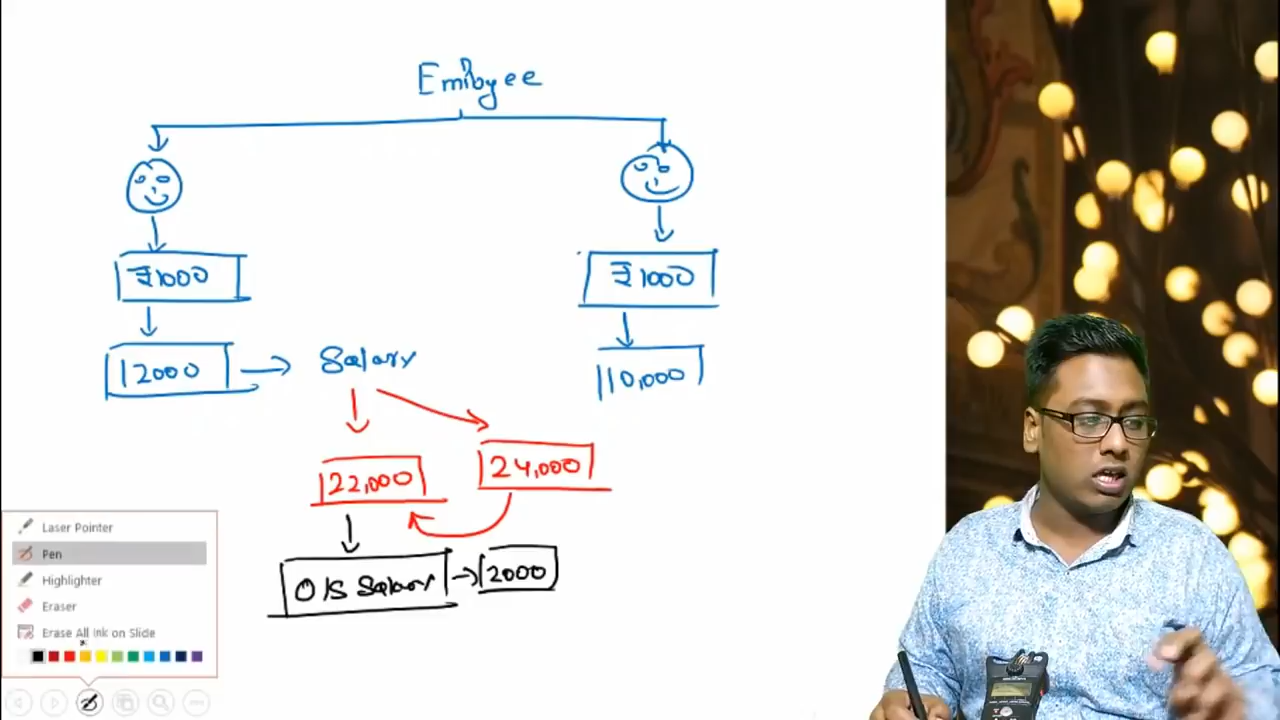 Employee
₹1000
₹1000
12000
Salary
10,000
22,000
24,000
O/S Salary
2000
Laser Pointer
Pen
Highlighter
Eraser
Erase All Ink on Slide